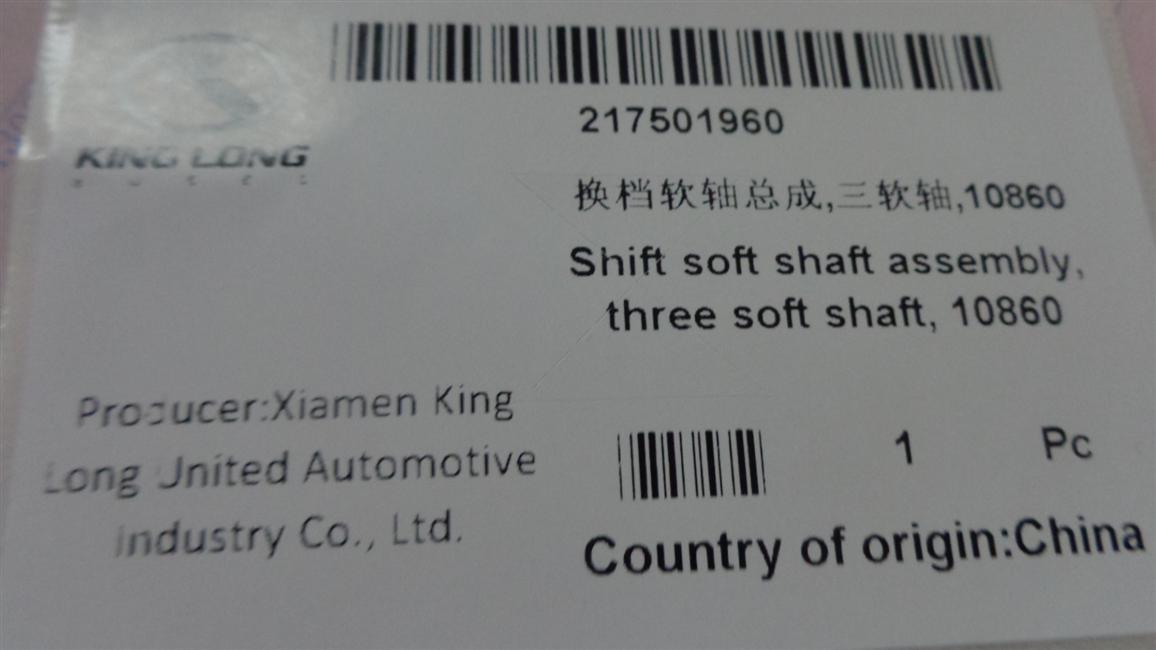 KING LONG
217501960
换档软轴总成,三软轴,10860
Shift soft shaft assembly,
three soft shaft, 10860
Producer:Xiamen King
Long United Automotive
Industry Co., Ltd.
1 Pc
Country of origin:China